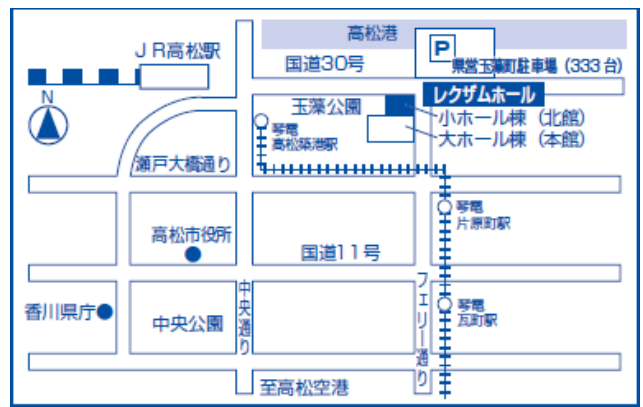 高松港
JR高松駅
国道30号
P
県営玉藻町駐車場（333台）
レクザムホール
N
玉藻公園
小ホール棟（北館）
大ホール棟（本館）
琴電
高松築港駅
瀬戸大橋通り
琴電
片原町駅
高松市役所
国道11号
香川県庁
中央公園
中央通り
フェリー通り
琴電
瓦町駅
至高松空港